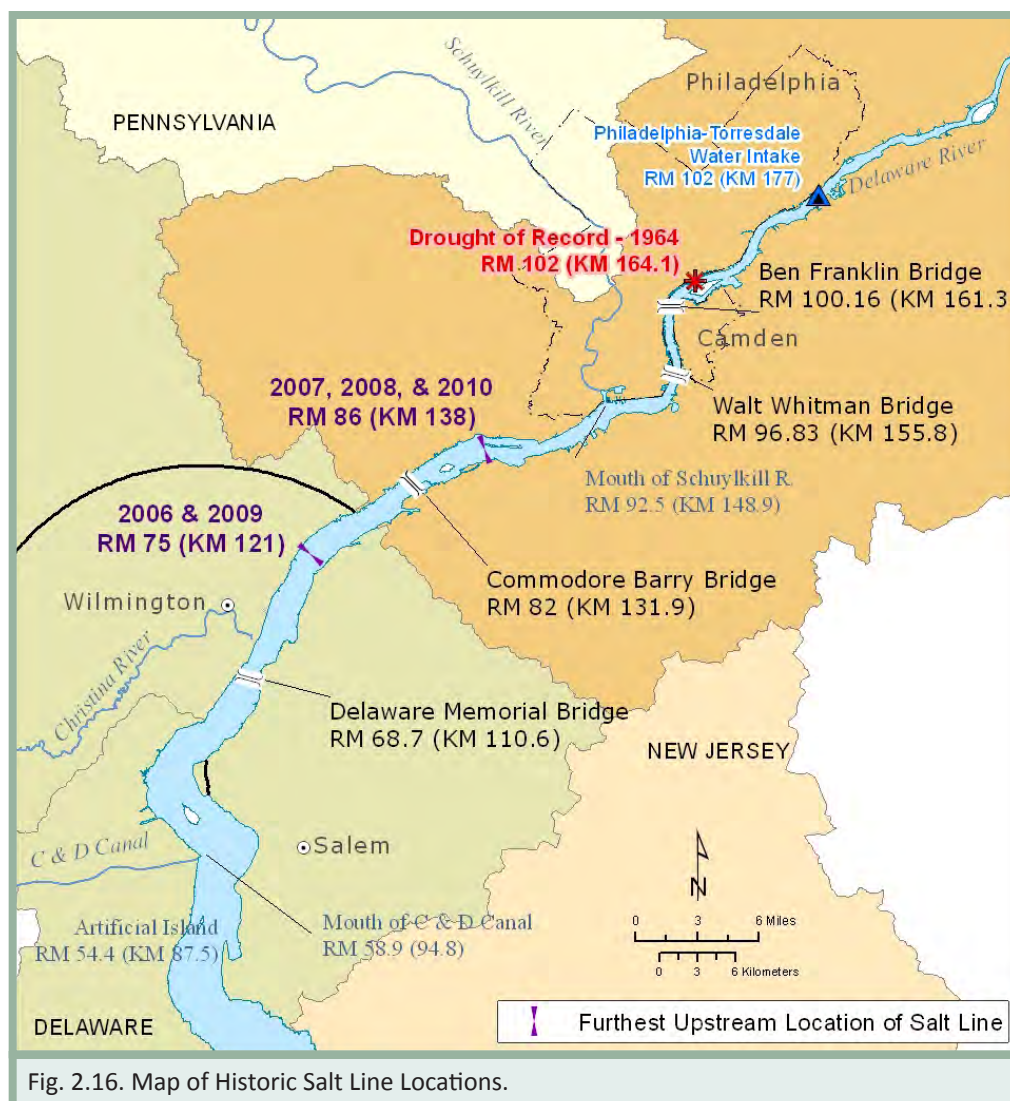 Schuylkill River
Philadelphia
PENNSYLVANIA
Philadelphia-Torresdale
Water Intake
RM 102 (KM 177)
Delaware River
Drought of Record - 1964
RM 102 (KM 164.1)
Ben Franklin Bridge
RM 100.16 (KM 161.3
Camden
2007, 2008, & 2010
RM 86 (KM 138)
Walt Whitman Bridge
RM 96.83 (KM 155.8)
Mouth of Schuylkill R.
RM 92.5 (KM 148.9)
2006 & 2009
RM 75 (KM 121)
Commodore Barry Bridge
RM 82 (KM 131.9)
Wilmington
Christina River
Delaware Memorial Bridge
RM 68.7 (KM 110.6)
NEW JERSEY
Salem
C & D Canal
N
Artificial Island
RM 54.4 (KM 87.5)
Mouth of C & D Canal
RM 58.9 (94.8)
0 3 6 Miles
0 3 6 Kilometers
DELAWARE
Furthest Upstream Location of Salt Line
Fig. 2.16. Map of Historic Salt Line Locations.